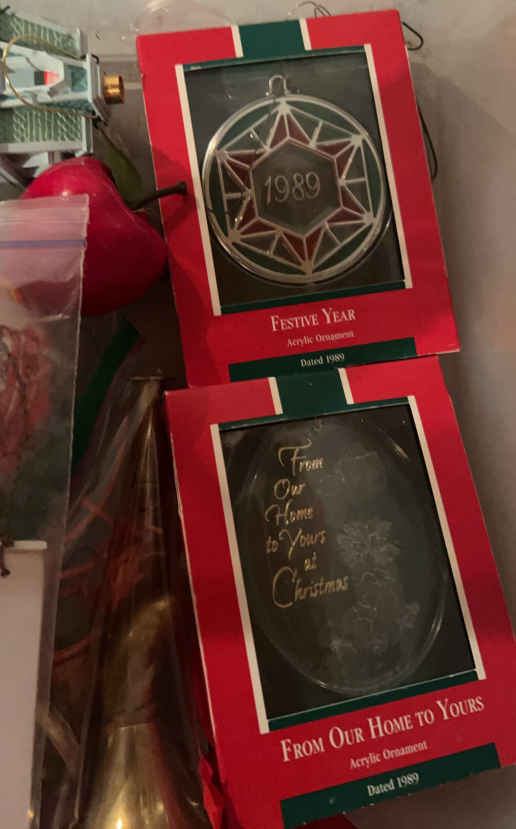 1989
FESTIVE YEAR
Acrylic Ornament
Dated 1989
From
Our
Home
to Yours
at
Christmas
FROM OUR HOME TO YOURS
Acrylic Ornament
Dated 1989